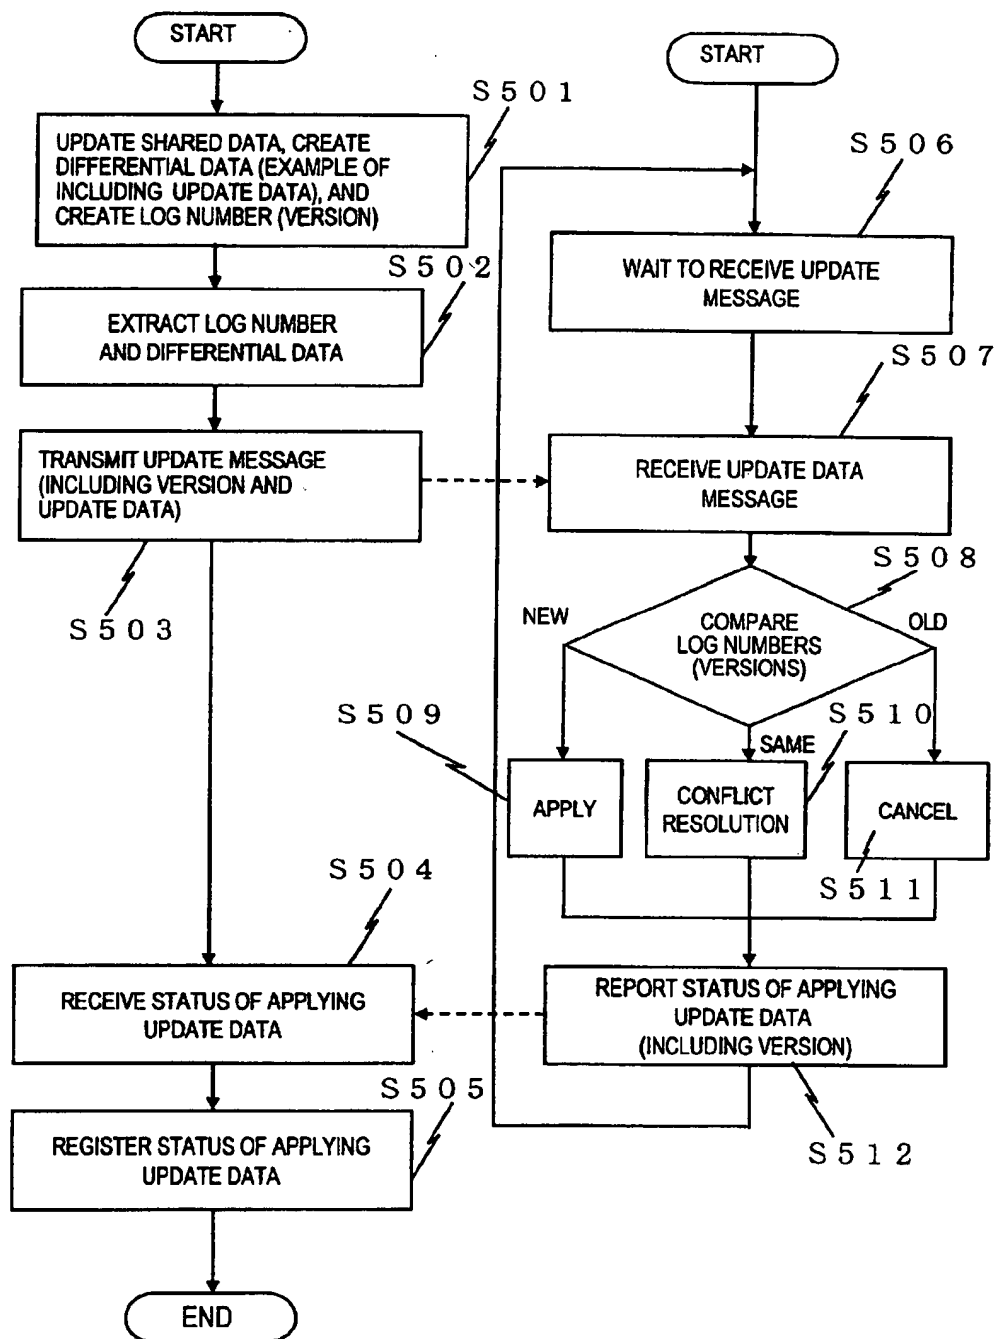 START
S501
UPDATE SHARED DATA, CREATE
DIFFERENTIAL DATA (EXAMPLE OF
INCLUDING UPDATE DATA), AND
CREATE LOG NUMBER (VERSION)
S502
EXTRACT LOG NUMBER
AND DIFFERENTIAL DATA
TRANSMIT UPDATE MESSAGE
(INCLUDING VERSION AND
UPDATE DATA)
S503
S504
RECEIVE STATUS OF APPLYING
UPDATE DATA
S505
REGISTER STATUS OF APPLYING
UPDATE DATA
END
START
S506
WAIT TO RECEIVE UPDATE
MESSAGE
S507
RECEIVE UPDATE DATA
MESSAGE
S508
NEW
COMPARE
LOG NUMBERS
(VERSIONS)
OLD
SAME
S509
APPLY
S510
CONFLICT
RESOLUTION
CANCEL
S511
REPORT STATUS OF APPLYING
UPDATE DATA
(INCLUDING VERSION)
S512